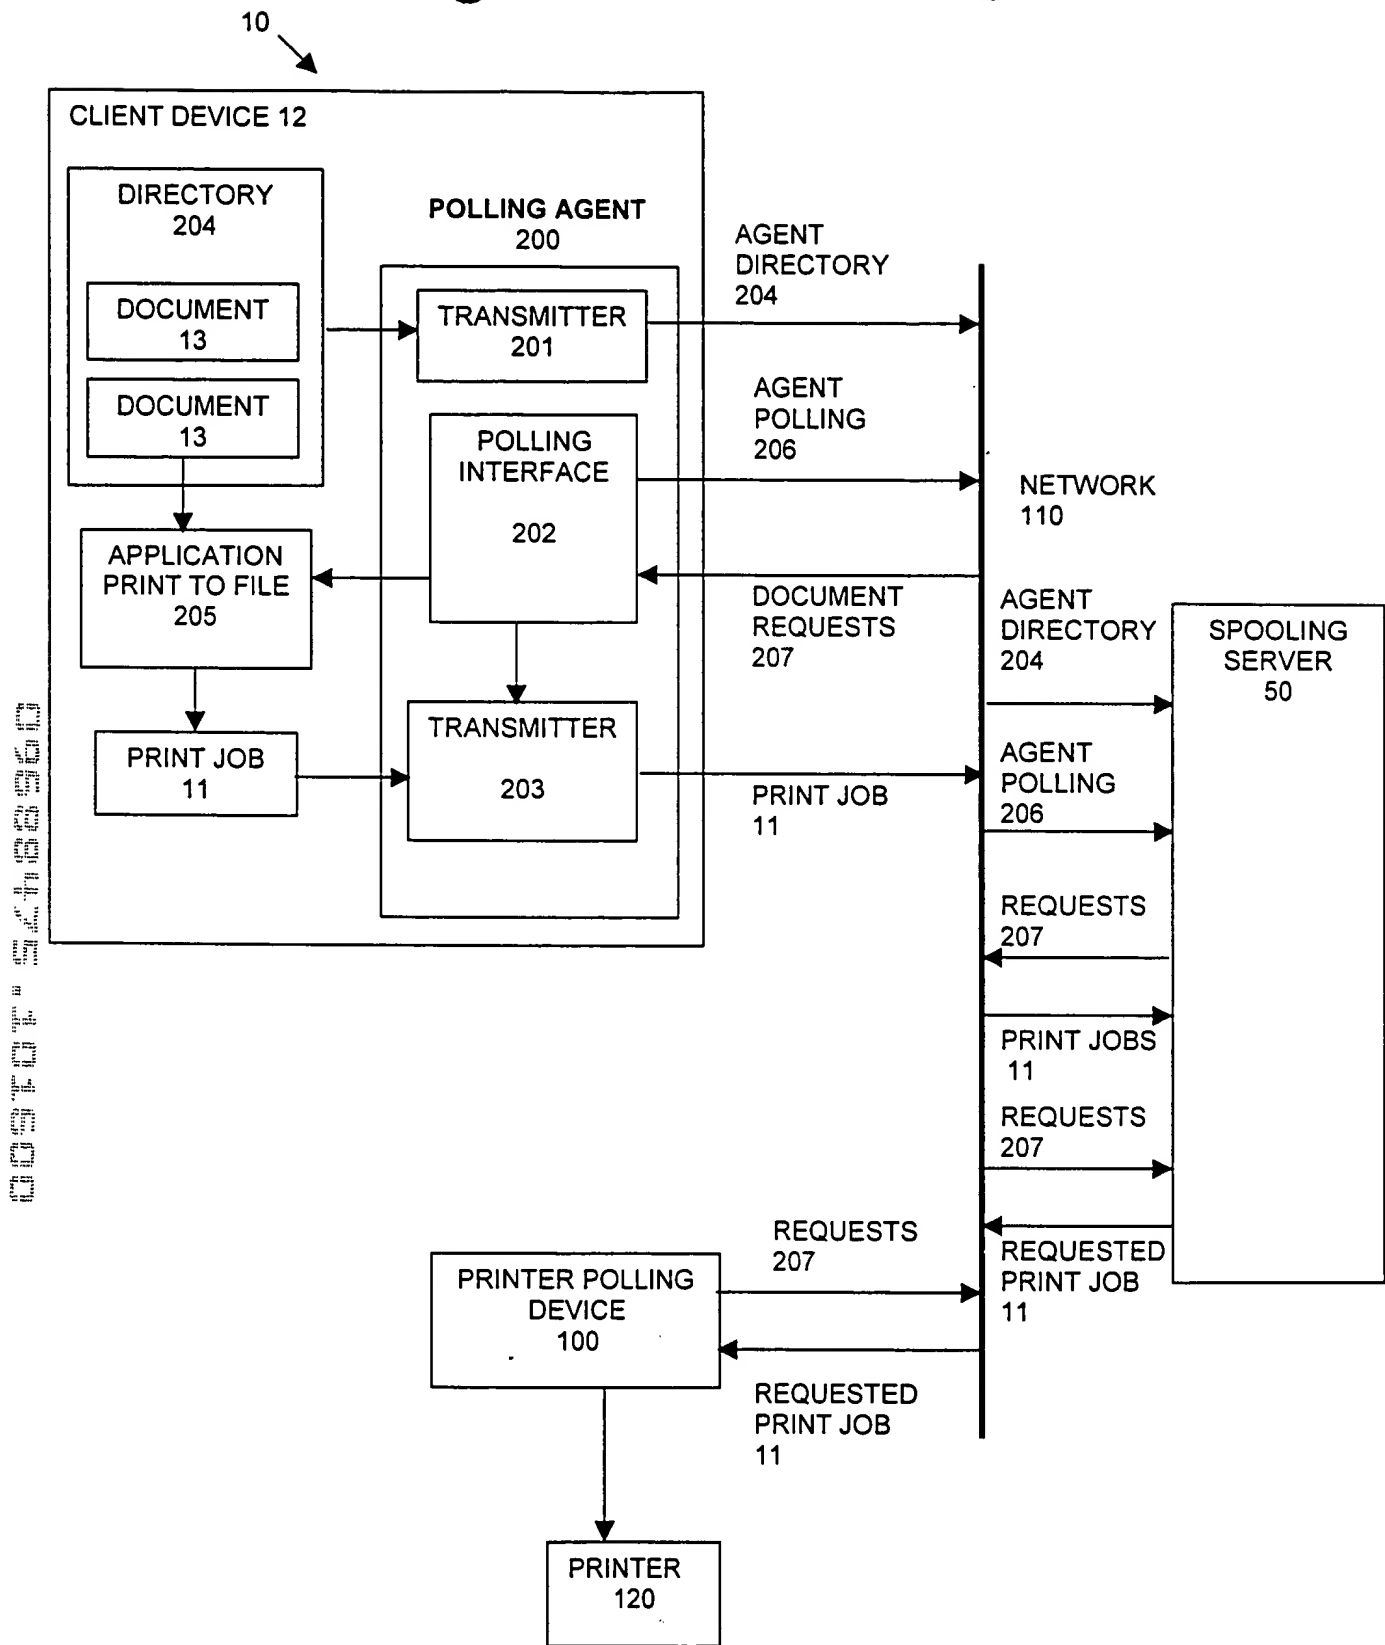 10
CLIENT DEVICE 12
DIRECTORY
204
DOCUMENT
13
DOCUMENT
13
APPLICATION
PRINT TO FILE
205
PRINT JOB
11
POLLING AGENT
200
TRANSMITTER
201
POLLING
INTERFACE
202
TRANSMITTER
203
AGENT
DIRECTORY
204
AGENT
POLLING
206
DOCUMENT
REQUESTS
207
PRINT JOB
11
NETWORK
110
AGENT
DIRECTORY
204
AGENT
POLLING
206
REQUESTS
207
PRINT JOBS
11
REQUESTS
207
REQUESTED
PRINT JOB
11
SPOOLING
SERVER
50
REQUESTS
207
PRINTER POLLING
DEVICE
100
REQUESTED
PRINT JOB
11
PRINTER
120